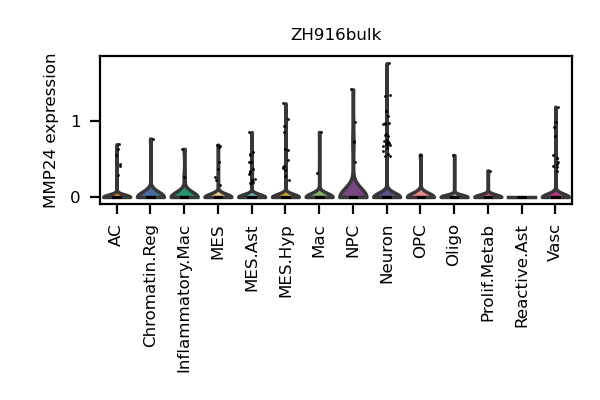 ZH916bulk
MMP24 expression
1
0
AC
Chromatin.Reg
Inflammatory.Mac
MES
MES.Ast
MES.Hyp
Mac
NPC
Neuron
OPC
Oligo
Prolif.Metab
Reactive.Ast
Vasc